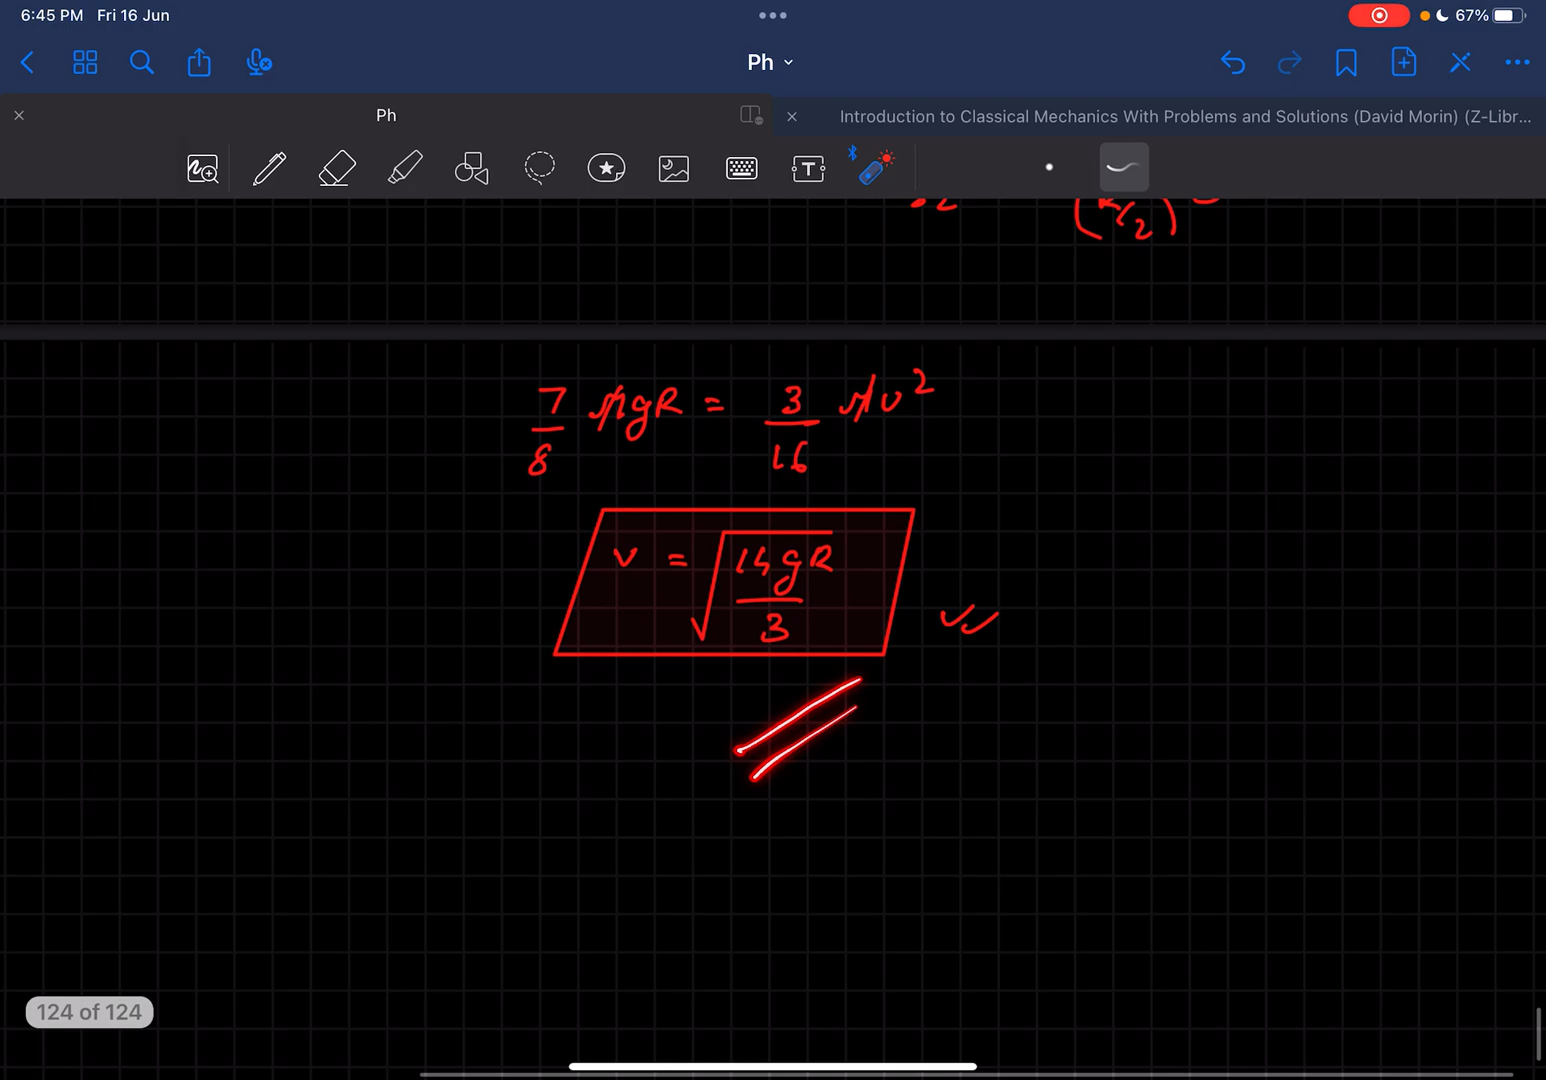 6:45 PM Fri 16 Jun
67%
Ph
Ph
Introduction to Classical Mechanics With Problems and Solutions (David Morin) (Z-Libr...
T
7/8 mgR = 3/16 mv²
v = √(14gR/3)
124 of 124